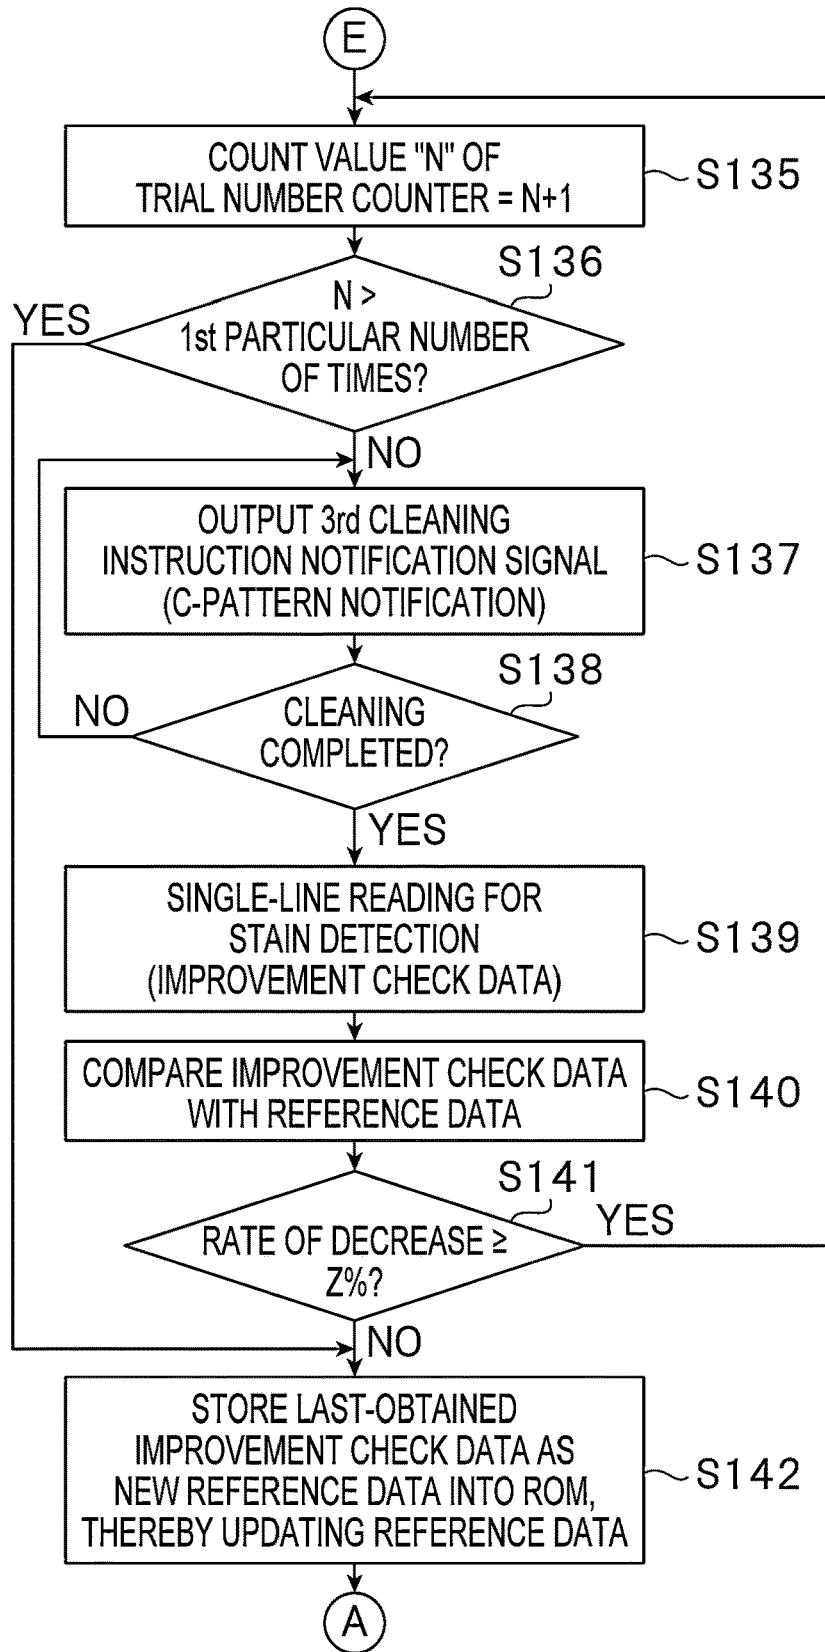 E
COUNT VALUE "N" OF
TRIAL NUMBER COUNTER = N+1
S135
S136
N >
1st PARTICULAR NUMBER
OF TIMES?
YES
NO
OUTPUT 3rd CLEANING
INSTRUCTION NOTIFICATION SIGNAL
(C-PATTERN NOTIFICATION)
S137
S138
CLEANING
COMPLETED?
NO
YES
SINGLE-LINE READING FOR
STAIN DETECTION
(IMPROVEMENT CHECK DATA)
S139
COMPARE IMPROVEMENT CHECK DATA
WITH REFERENCE DATA
S140
S141
RATE OF DECREASE ≥
Z%?
YES
NO
STORE LAST-OBTAINED
IMPROVEMENT CHECK DATA AS
NEW REFERENCE DATA INTO ROM,
THEREBY UPDATING REFERENCE DATA
S142
A